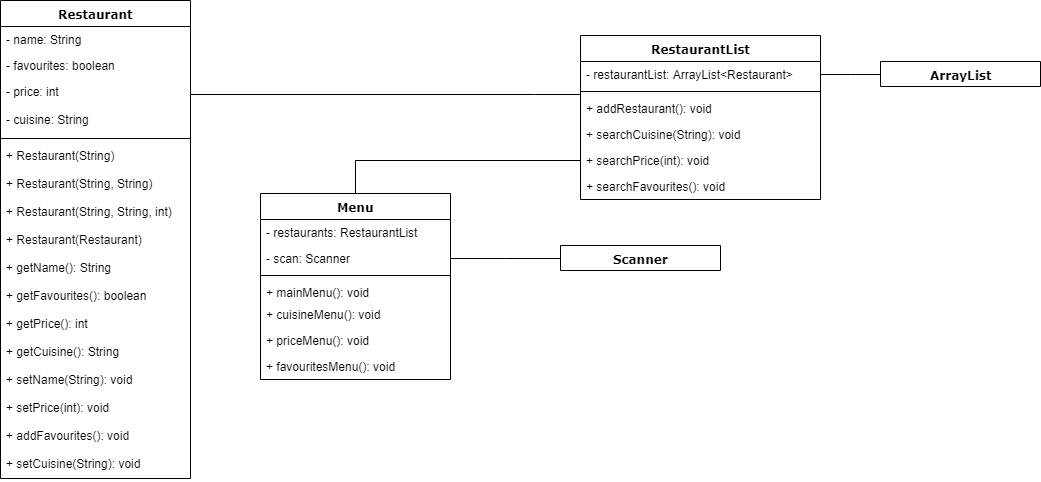 Restaurant
- name: String
- favourites: boolean
- price: int
- cuisine: String
+ Restaurant(String)
+ Restaurant(String, String)
+ Restaurant(String, String, int)
+ Restaurant(Restaurant)
+ getName(): String
+ getFavourites(): boolean
+ getPrice(): int
+ getCuisine(): String
+ setName(String): void
+ setPrice(int): void
+ addFavourites(): void
+ setCuisine(String): void
RestaurantList
- restaurantList: ArrayList<Restaurant>
+ addRestaurant(): void
+ searchCuisine(String): void
+ searchPrice(int): void
+ searchFavourites(): void
ArrayList
Menu
- restaurants: RestaurantList
- scan: Scanner
+ mainMenu(): void
+ cuisineMenu(): void
+ priceMenu(): void
+ favouritesMenu(): void
Scanner